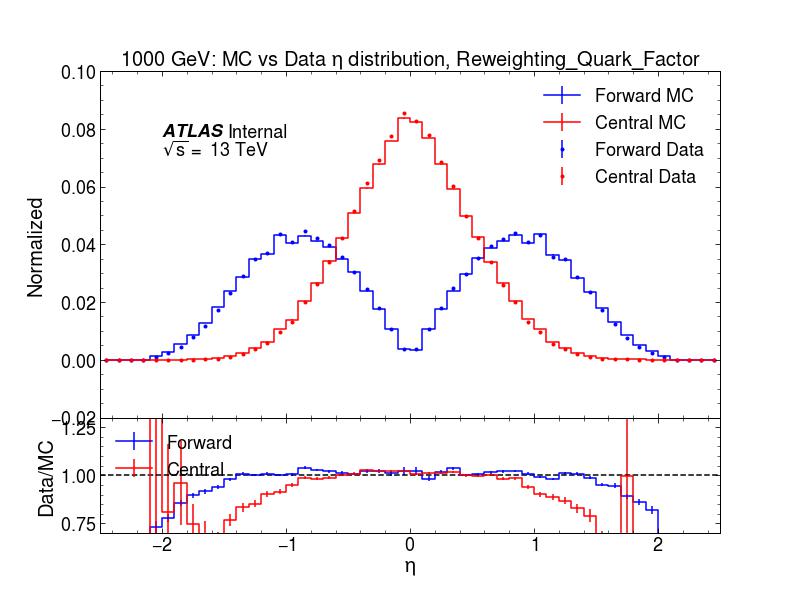 1000 GeV: MC vs Data η distribution, Reweighting_Quark_Factor
0.10
0.08
0.06
0.04
0.02
0.00
−0.02
Normalized
ATLAS Internal
√s = 13 TeV
Forward MC
Central MC
Forward Data
Central Data
1.25
1.00
0.75
Data/MC
Forward
Central
−2
−1
0
1
2
η